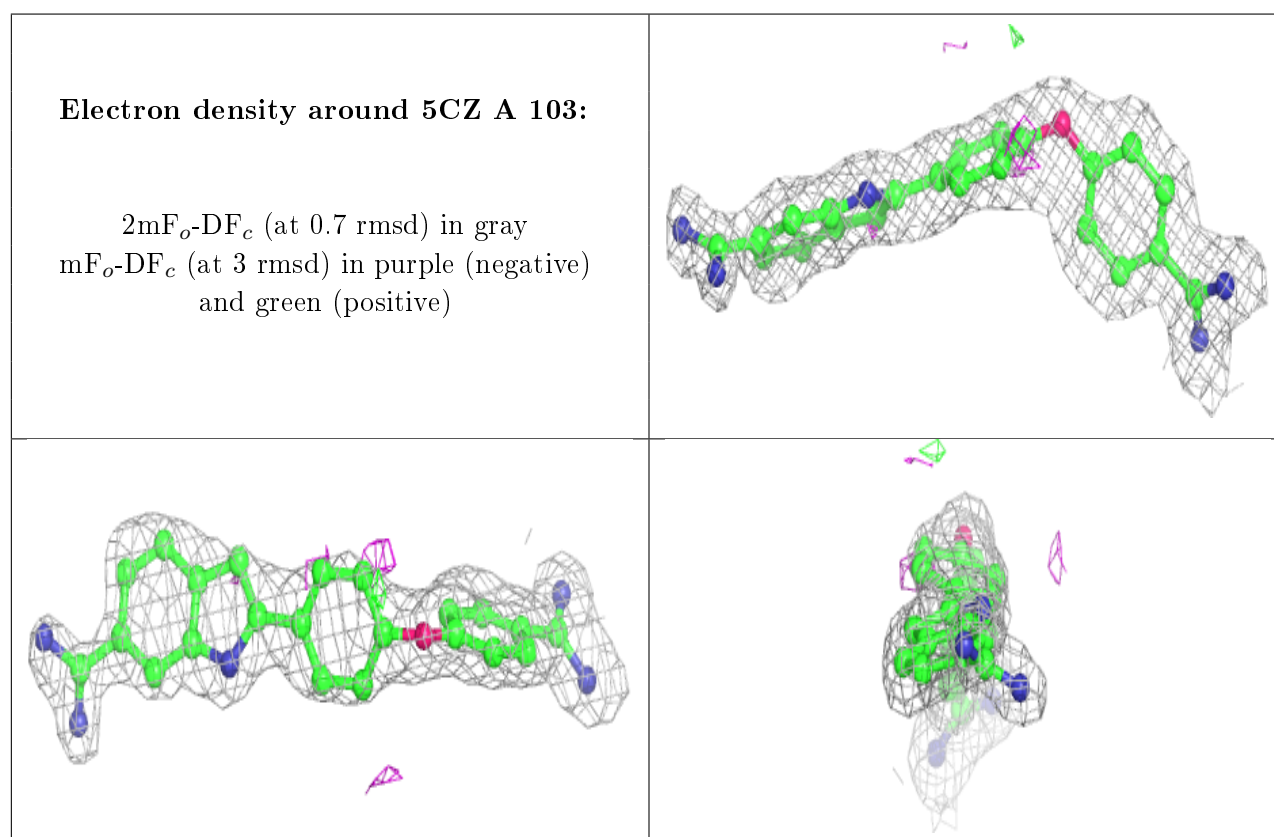 Electron density around 5CZ A 103:
2mFₒ-DF𝒸 (at 0.7 rmsd) in gray
mFₒ-DF𝒸 (at 3 rmsd) in purple (negative)
and green (positive)